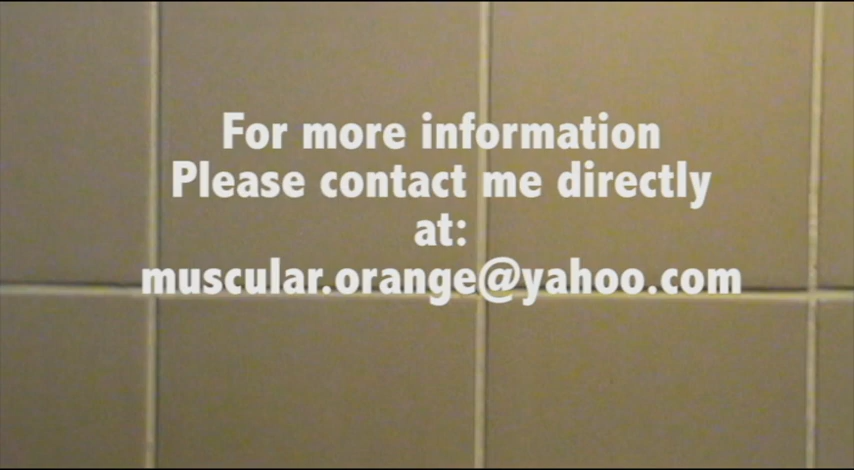 For more information
Please contact me directly
at:
muscular.orange@yahoo.com